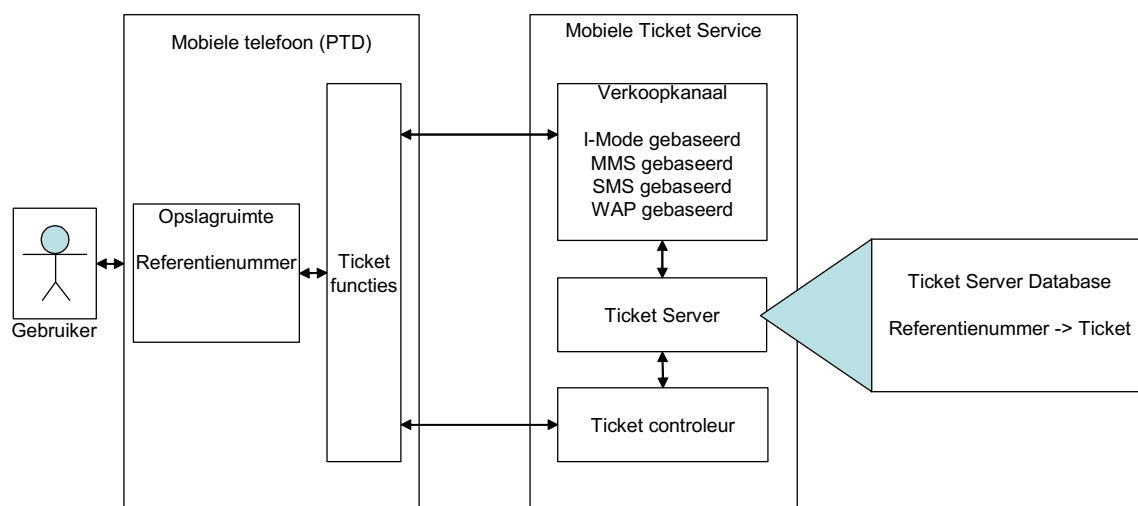 Mobiele telefoon (PTD)
Mobiele Ticket Service
Verkoopkanaal
I-Mode gebaseerd
MMS gebaseerd
SMS gebaseerd
WAP gebaseerd
Opslagruimte
Referentienummer
Ticket
functies
Gebruiker
Ticket Server
Ticket Server Database
Referentienummer -> Ticket
Ticket controleur